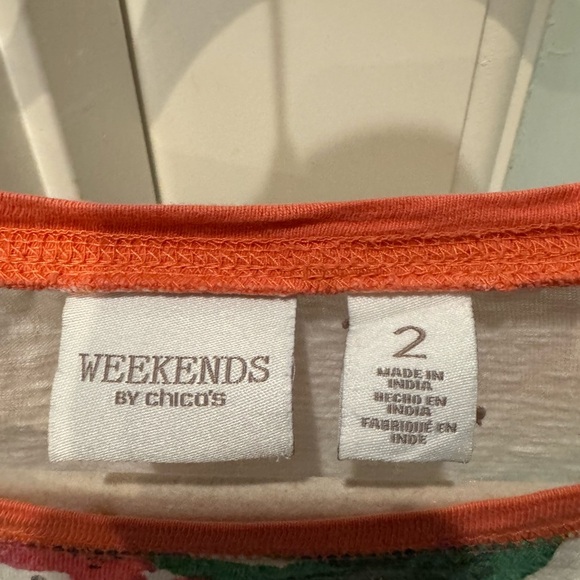 WEEKENDS
BY chico's
2
MADE IN
INDIA
HECHO EN
INDIA
FABRIQUÉ EN
INDE